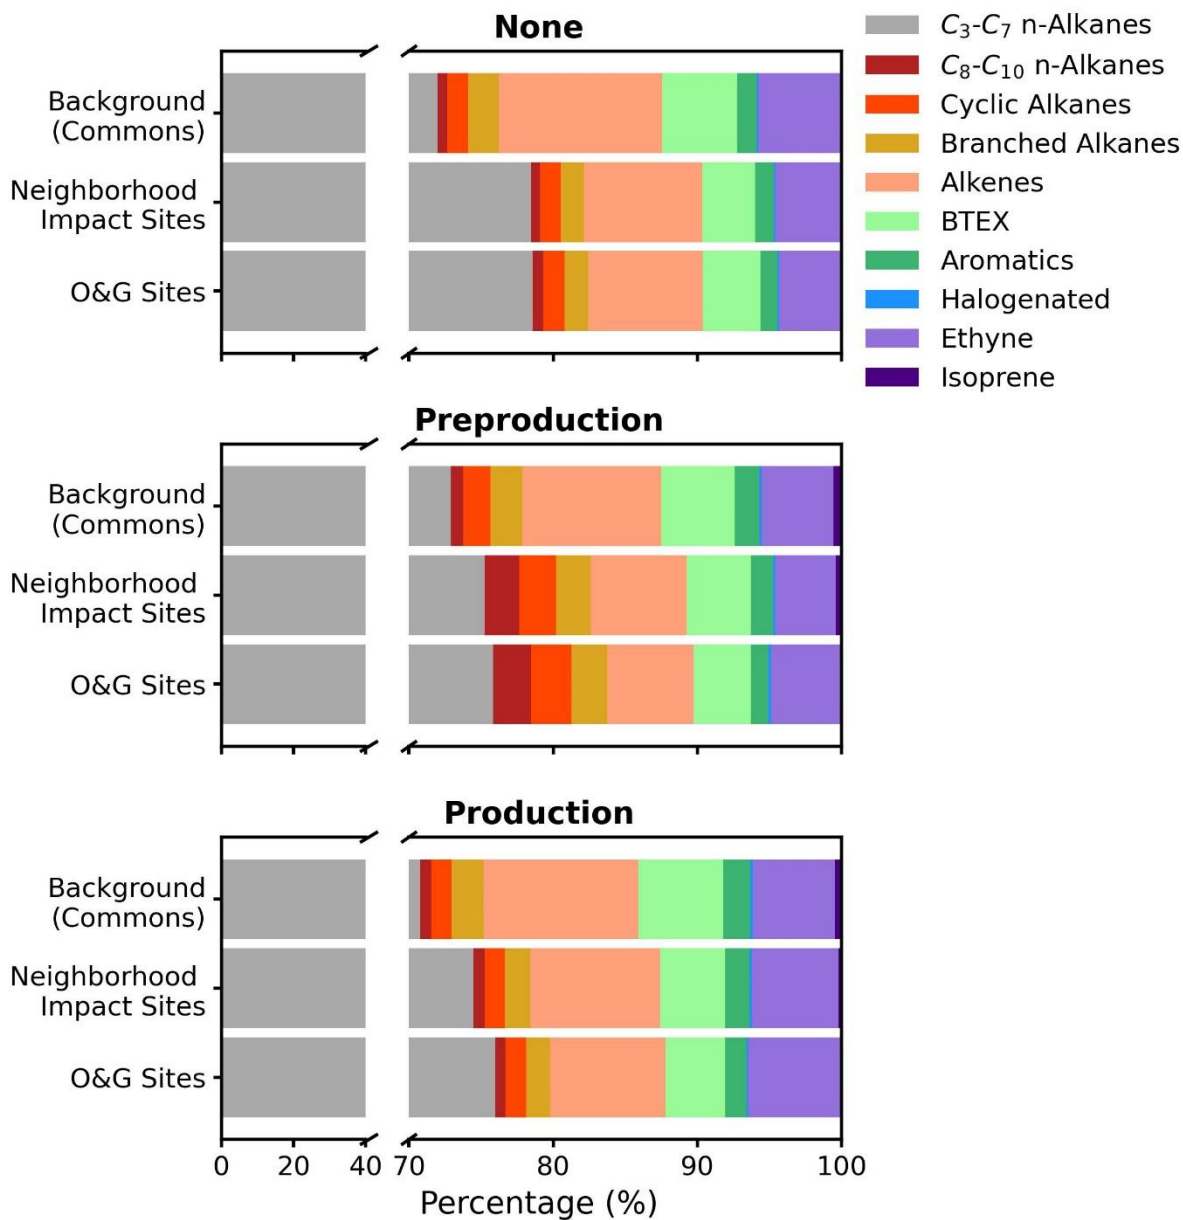 None
C₃-C₇ n-Alkanes
C₈-C₁₀ n-Alkanes
Cyclic Alkanes
Branched Alkanes
Alkenes
BTEX
Aromatics
Halogenated
Ethyne
Isoprene
Background
(Commons)
Neighborhood
Impact Sites
O&G Sites
Preproduction
Background
(Commons)
Neighborhood
Impact Sites
O&G Sites
Production
Background
(Commons)
Neighborhood
Impact Sites
O&G Sites
0 20 40 70 80 90 100
Percentage (%)